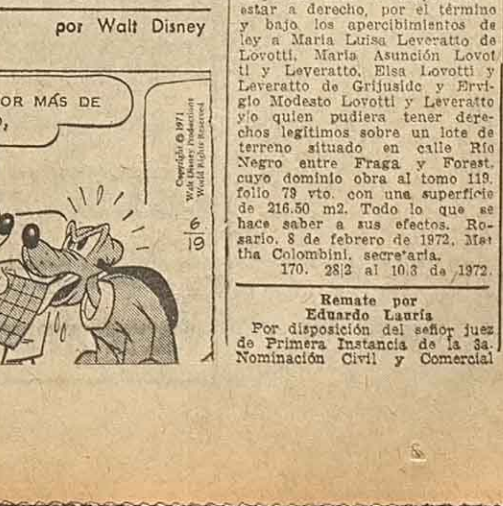 por Walt Disney
OR MÁS DE
Copyright © 1971
Walt Disney Productions
World Rights Reserved
6
19
estar a derecho, por el término
y bajo los apercibimientos de
ley a María Luisa Leveratto de
Lovotti, María Asunción Lovot
ti y Leveratto, Elsa Lovotti y
Leveratto de Grijusidc y Ervi-
gio Modesto Lovotti y Leveratto
y|o quien pudiera tener dere-
chos legítimos sobre un lote de
terreno situado en calle Río
Negro entre Fraga y Forest,
cuyo dominio obra al tomo 119,
folio 79 vto. con una superficie
de 216.50 m2. Todo lo que se
hace saber a sus efectos. Ro-
sario, 8 de febrero de 1972, Mar
tha Colombini, secretaria.
170. 28|2 al 10|3 de 1972.
Remate por
Eduardo Lauría
Por disposición del señor juez
de Primera Instancia de la 3a.
Nominación Civil y Comercial